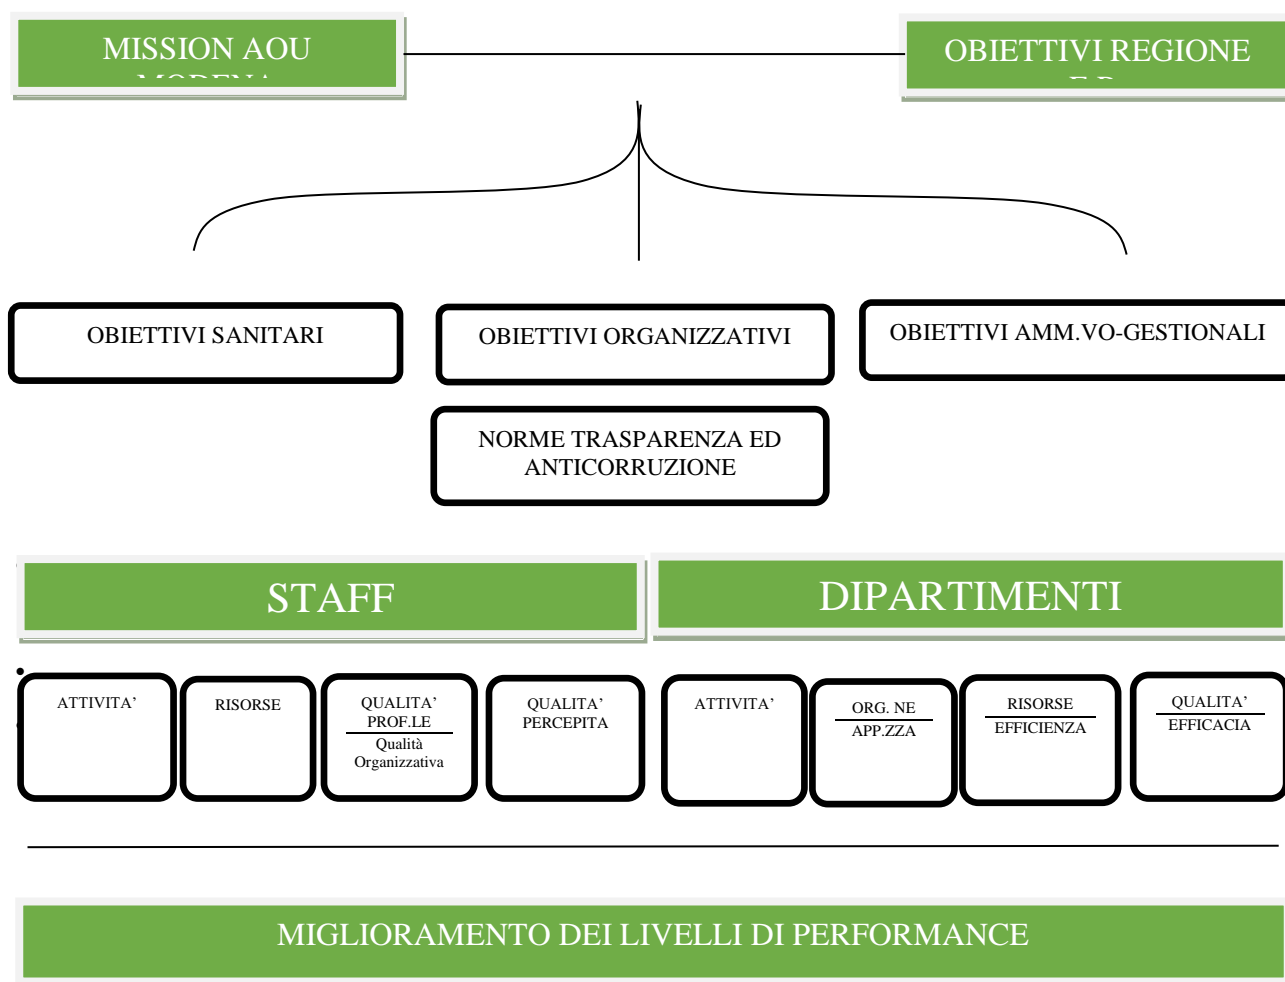 MISSION AOU
MODENA
OBIETTIVI REGIONE
OBIETTIVI SANITARI
OBIETTIVI ORGANIZZATIVI
OBIETTIVI AMM.VO-GESTIONALI
NORME TRASPARENZA ED
ANTICORRUZIONE
STAFF
DIPARTIMENTI
ATTIVITA’
RISORSE
QUALITA’
PROF.LE
Qualità
Organizzativa
QUALITA’
PERCEPITA
ATTIVITA’
ORG. NE
APP.ZZA
RISORSE
EFFICIENZA
QUALITA’
EFFICACIA
MIGLIORAMENTO DEI LIVELLI DI PERFORMANCE